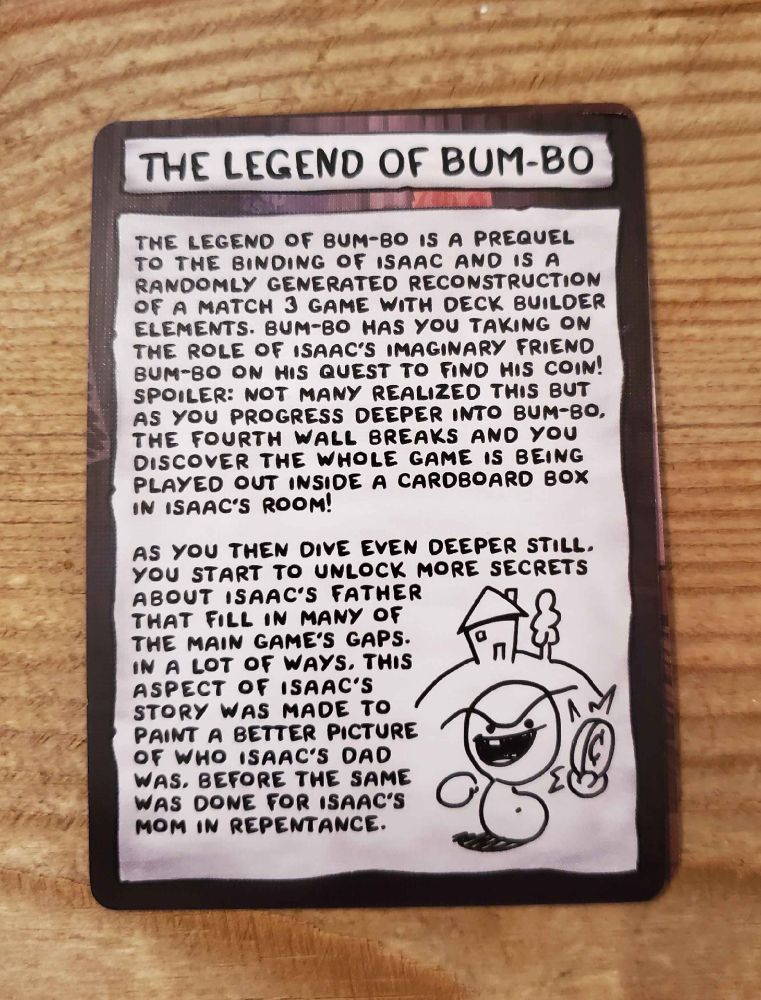 THE LEGEND OF BUM-BO
THE LEGEND OF BUM-BO IS A PREQUEL
TO THE BINDING OF ISAAC AND IS A
RANDOMLY GENERATED RECONSTRUCTION
OF A MATCH 3 GAME WITH DECK BUILDER
ELEMENTS. BUM-BO HAS YOU TAKING ON
THE ROLE OF ISAAC'S IMAGINARY FRIEND
BUM-BO ON HIS QUEST TO FIND HIS COIN!
SPOILER: NOT MANY REALIZED THIS BUT
AS YOU PROGRESS DEEPER INTO BUM-BO,
THE FOURTH WALL BREAKS AND YOU
DISCOVER THE WHOLE GAME IS BEING
PLAYED OUT INSIDE A CARDBOARD BOX
IN ISAAC'S ROOM!
AS YOU THEN DIVE EVEN DEEPER STILL,
YOU START TO UNLOCK MORE SECRETS
ABOUT ISAAC'S FATHER
THAT FILL IN MANY OF
THE MAIN GAME'S GAPS.
IN A LOT OF WAYS, THIS
ASPECT OF ISAAC'S
STORY WAS MADE TO
PAINT A BETTER PICTURE
OF WHO ISAAC'S DAD
WAS, BEFORE THE SAME
WAS DONE FOR ISAAC'S
MOM IN REPENTANCE.
¢